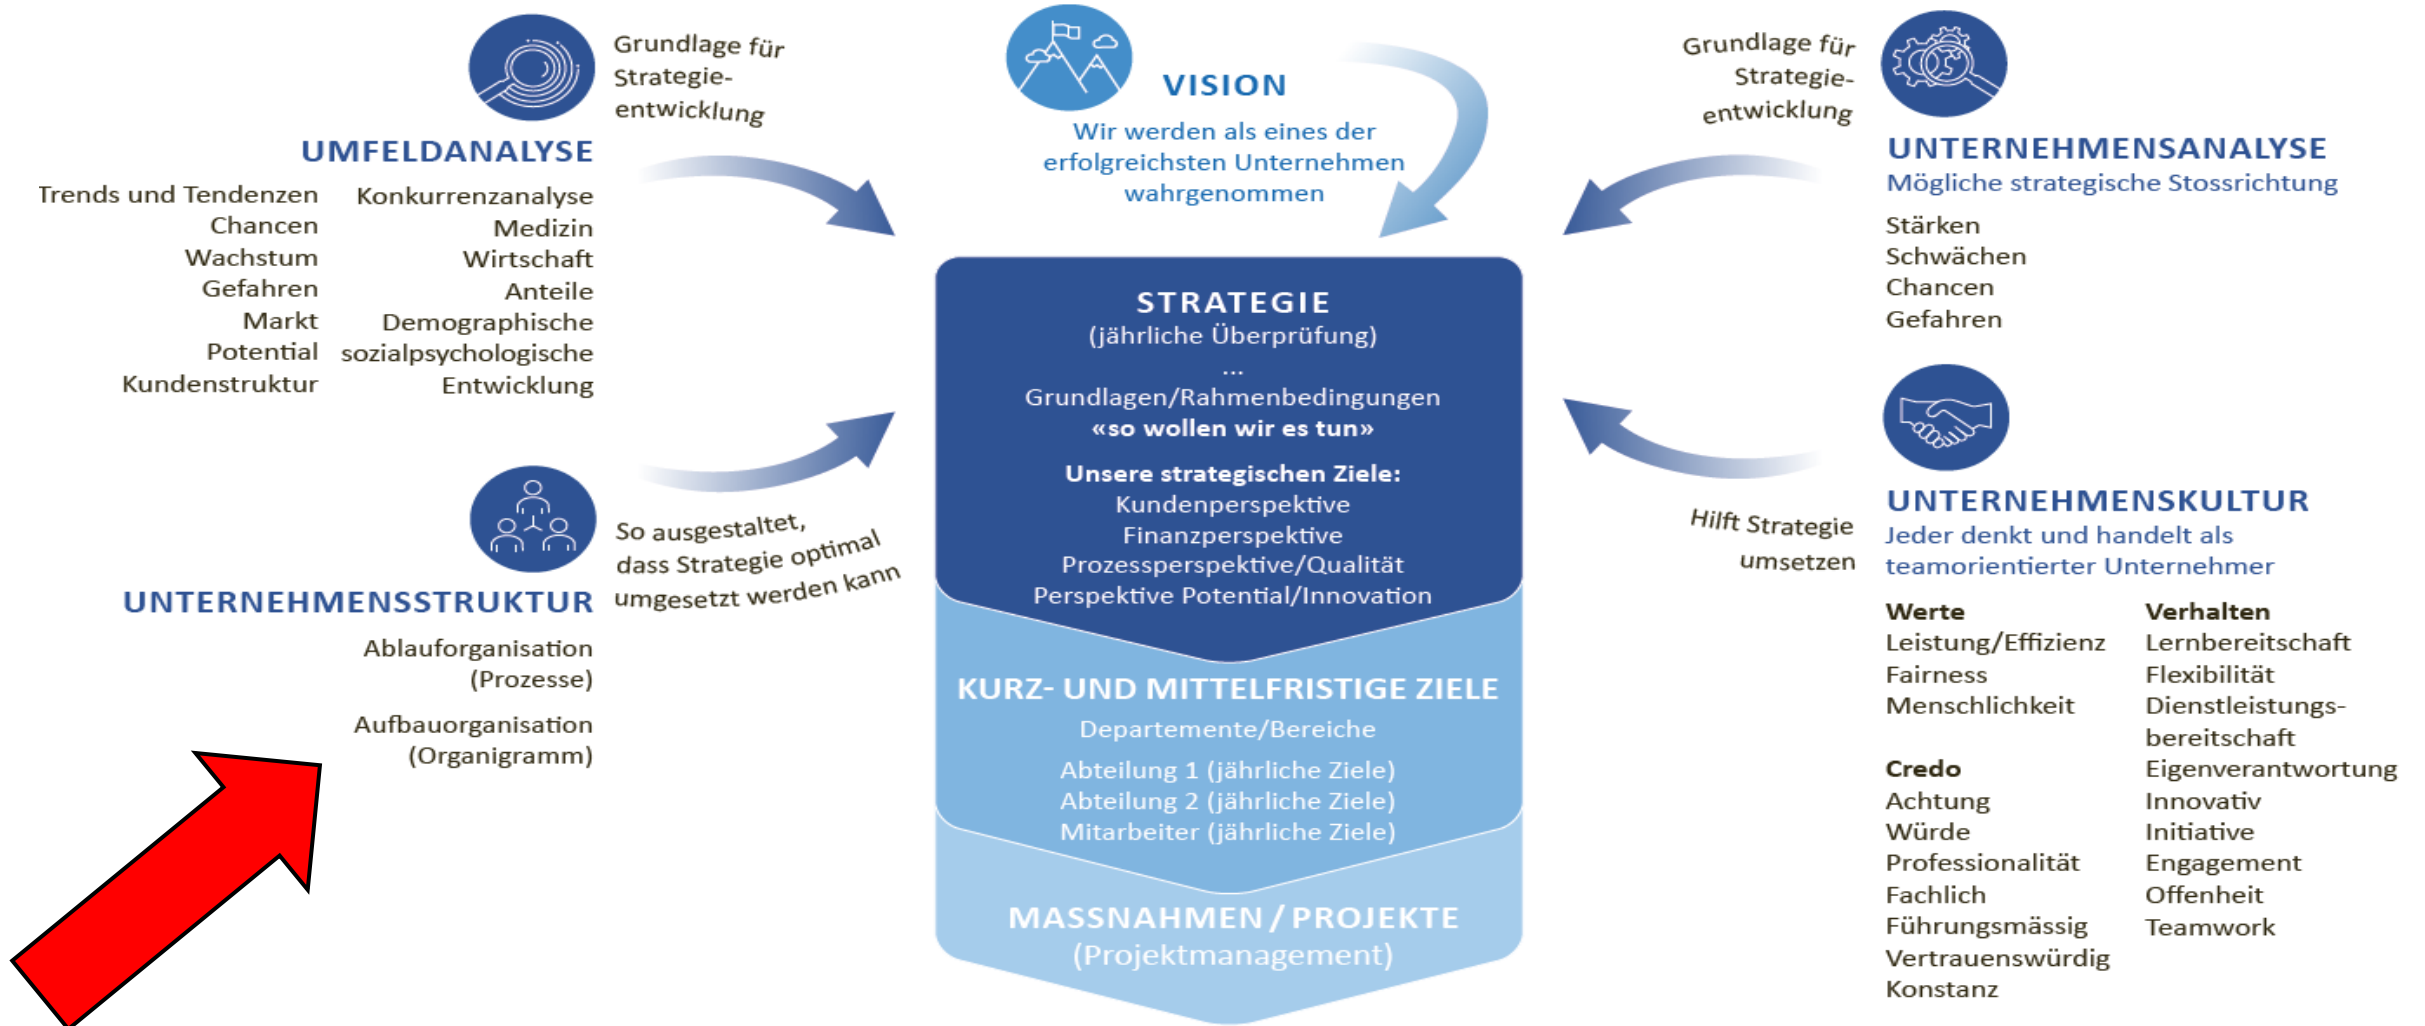 Grundlage für
Strategie-
entwicklung
UMFELDANALYSE
Trends und Tendenzen
Chancen
Wachstum
Gefahren
Markt
Potential
Kundenstruktur
Konkurrenzanalyse
Medizin
Wirtschaft
Anteile
Demographische
sozialpsychologische
Entwicklung
So ausgestaltet,
dass Strategie optimal
umgesetzt werden kann
UNTERNEHMENSSTRUKTUR
Ablauforganisation
(Prozesse)
Aufbauorganisation
(Organigramm)
VISION
Wir werden als eines der
erfolgreichsten Unternehmen
wahrgenommen
STRATEGIE
(jährliche Überprüfung)
...
Grundlagen/Rahmenbedingungen
«so wollen wir es tun»
Unsere strategischen Ziele:
Kundenperspektive
Finanzperspektive
Prozessperspektive/Qualität
Perspektive Potential/Innovation
KURZ- UND MITTELFRISTIGE ZIELE
Departemente/Bereiche
Abteilung 1 (jährliche Ziele)
Abteilung 2 (jährliche Ziele)
Mitarbeiter (jährliche Ziele)
MASSNAHMEN / PROJEKTE
(Projektmanagement)
Grundlage für
Strategie-
entwicklung
UNTERNEHMENSANALYSE
Mögliche strategische Stossrichtung
Stärken
Schwächen
Chancen
Gefahren
Hilft Strategie
umsetzen
UNTERNEHMENSKULTUR
Jeder denkt und handelt als
teamorientierter Unternehmer
Werte
Leistung/Effizienz
Fairness
Menschlichkeit
Credo
Achtung
Würde
Professionalität
Fachlich
Führungsmässig
Vertrauenswürdig
Konstanz
Verhalten
Lernbereitschaft
Flexibilität
Dienstleistungs-
bereitschaft
Eigenverantwortung
Innovativ
Initiative
Engagement
Offenheit
Teamwork